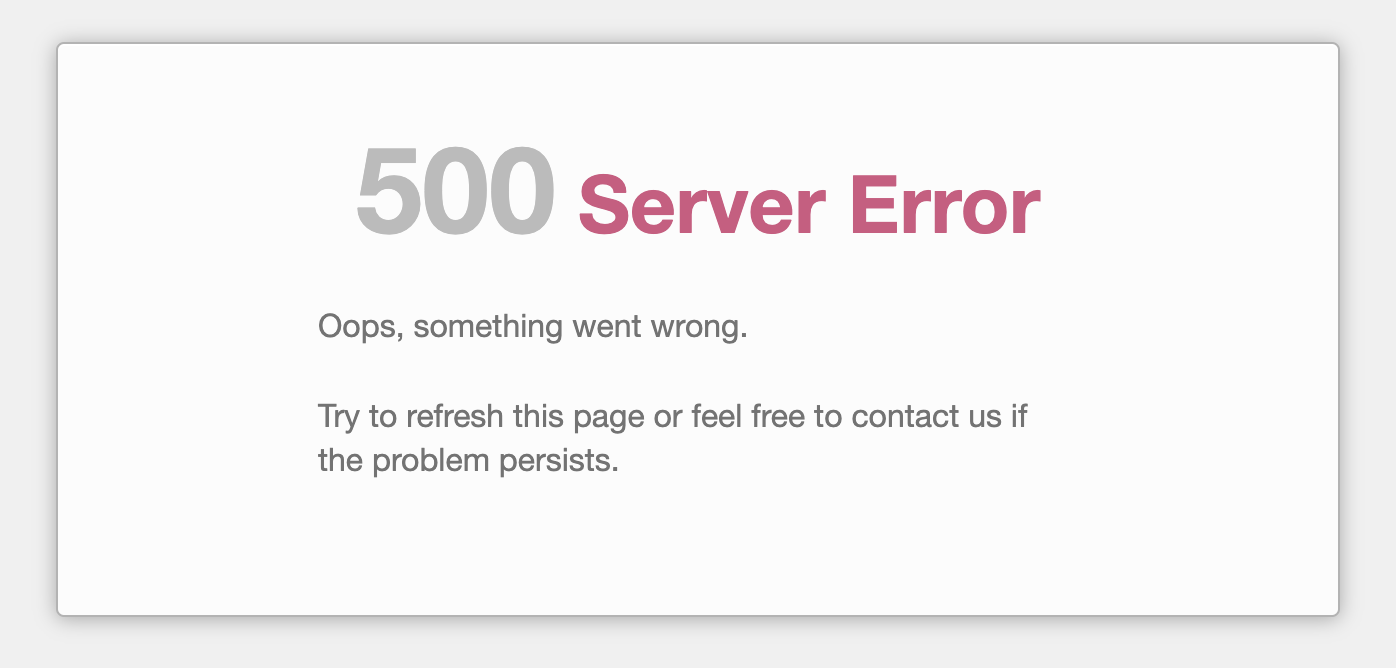 500 Server Error
Oops, something went wrong.
Try to refresh this page or feel free to contact us if
the problem persists.